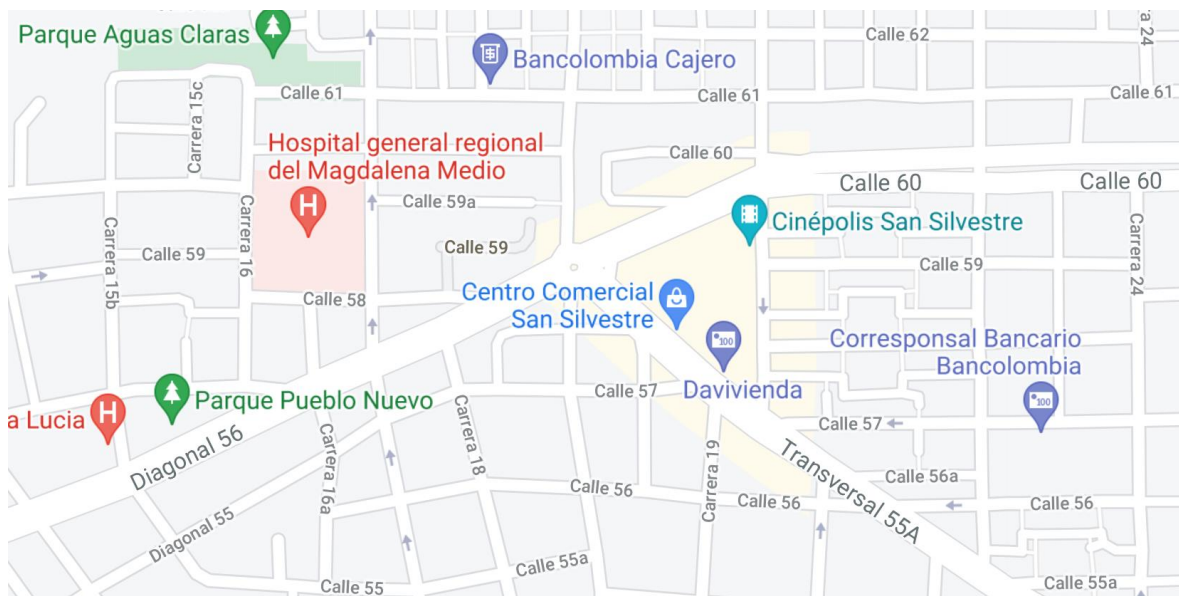 Parque Aguas Claras
Calle 62
Carrera 24
Bancolombia Cajero
Carrera 15c
Calle 61
Calle 61
Calle 61
Hospital general regional
del Magdalena Medio
H
Calle 60
Calle 60
Calle 60
Calle 59a
Cinépolis San Silvestre
Carrera 16
Calle 59
Calle 59
Calle 59
Carrera 24
Carrera 15b
Calle 58
Centro Comercial
San Silvestre
100
Davivienda
Corresponsal Bancario
Bancolombia
100
Calle 57
Parque Pueblo Nuevo
a Lucia
H
Calle 57
Diagonal 56
Carrera 16a
Carrera 18
Carrera 19
Transversal 55A
Calle 56a
Calle 56
Calle 56
Calle 56
Diagonal 55
Calle 55
Calle 55a
Calle 55a